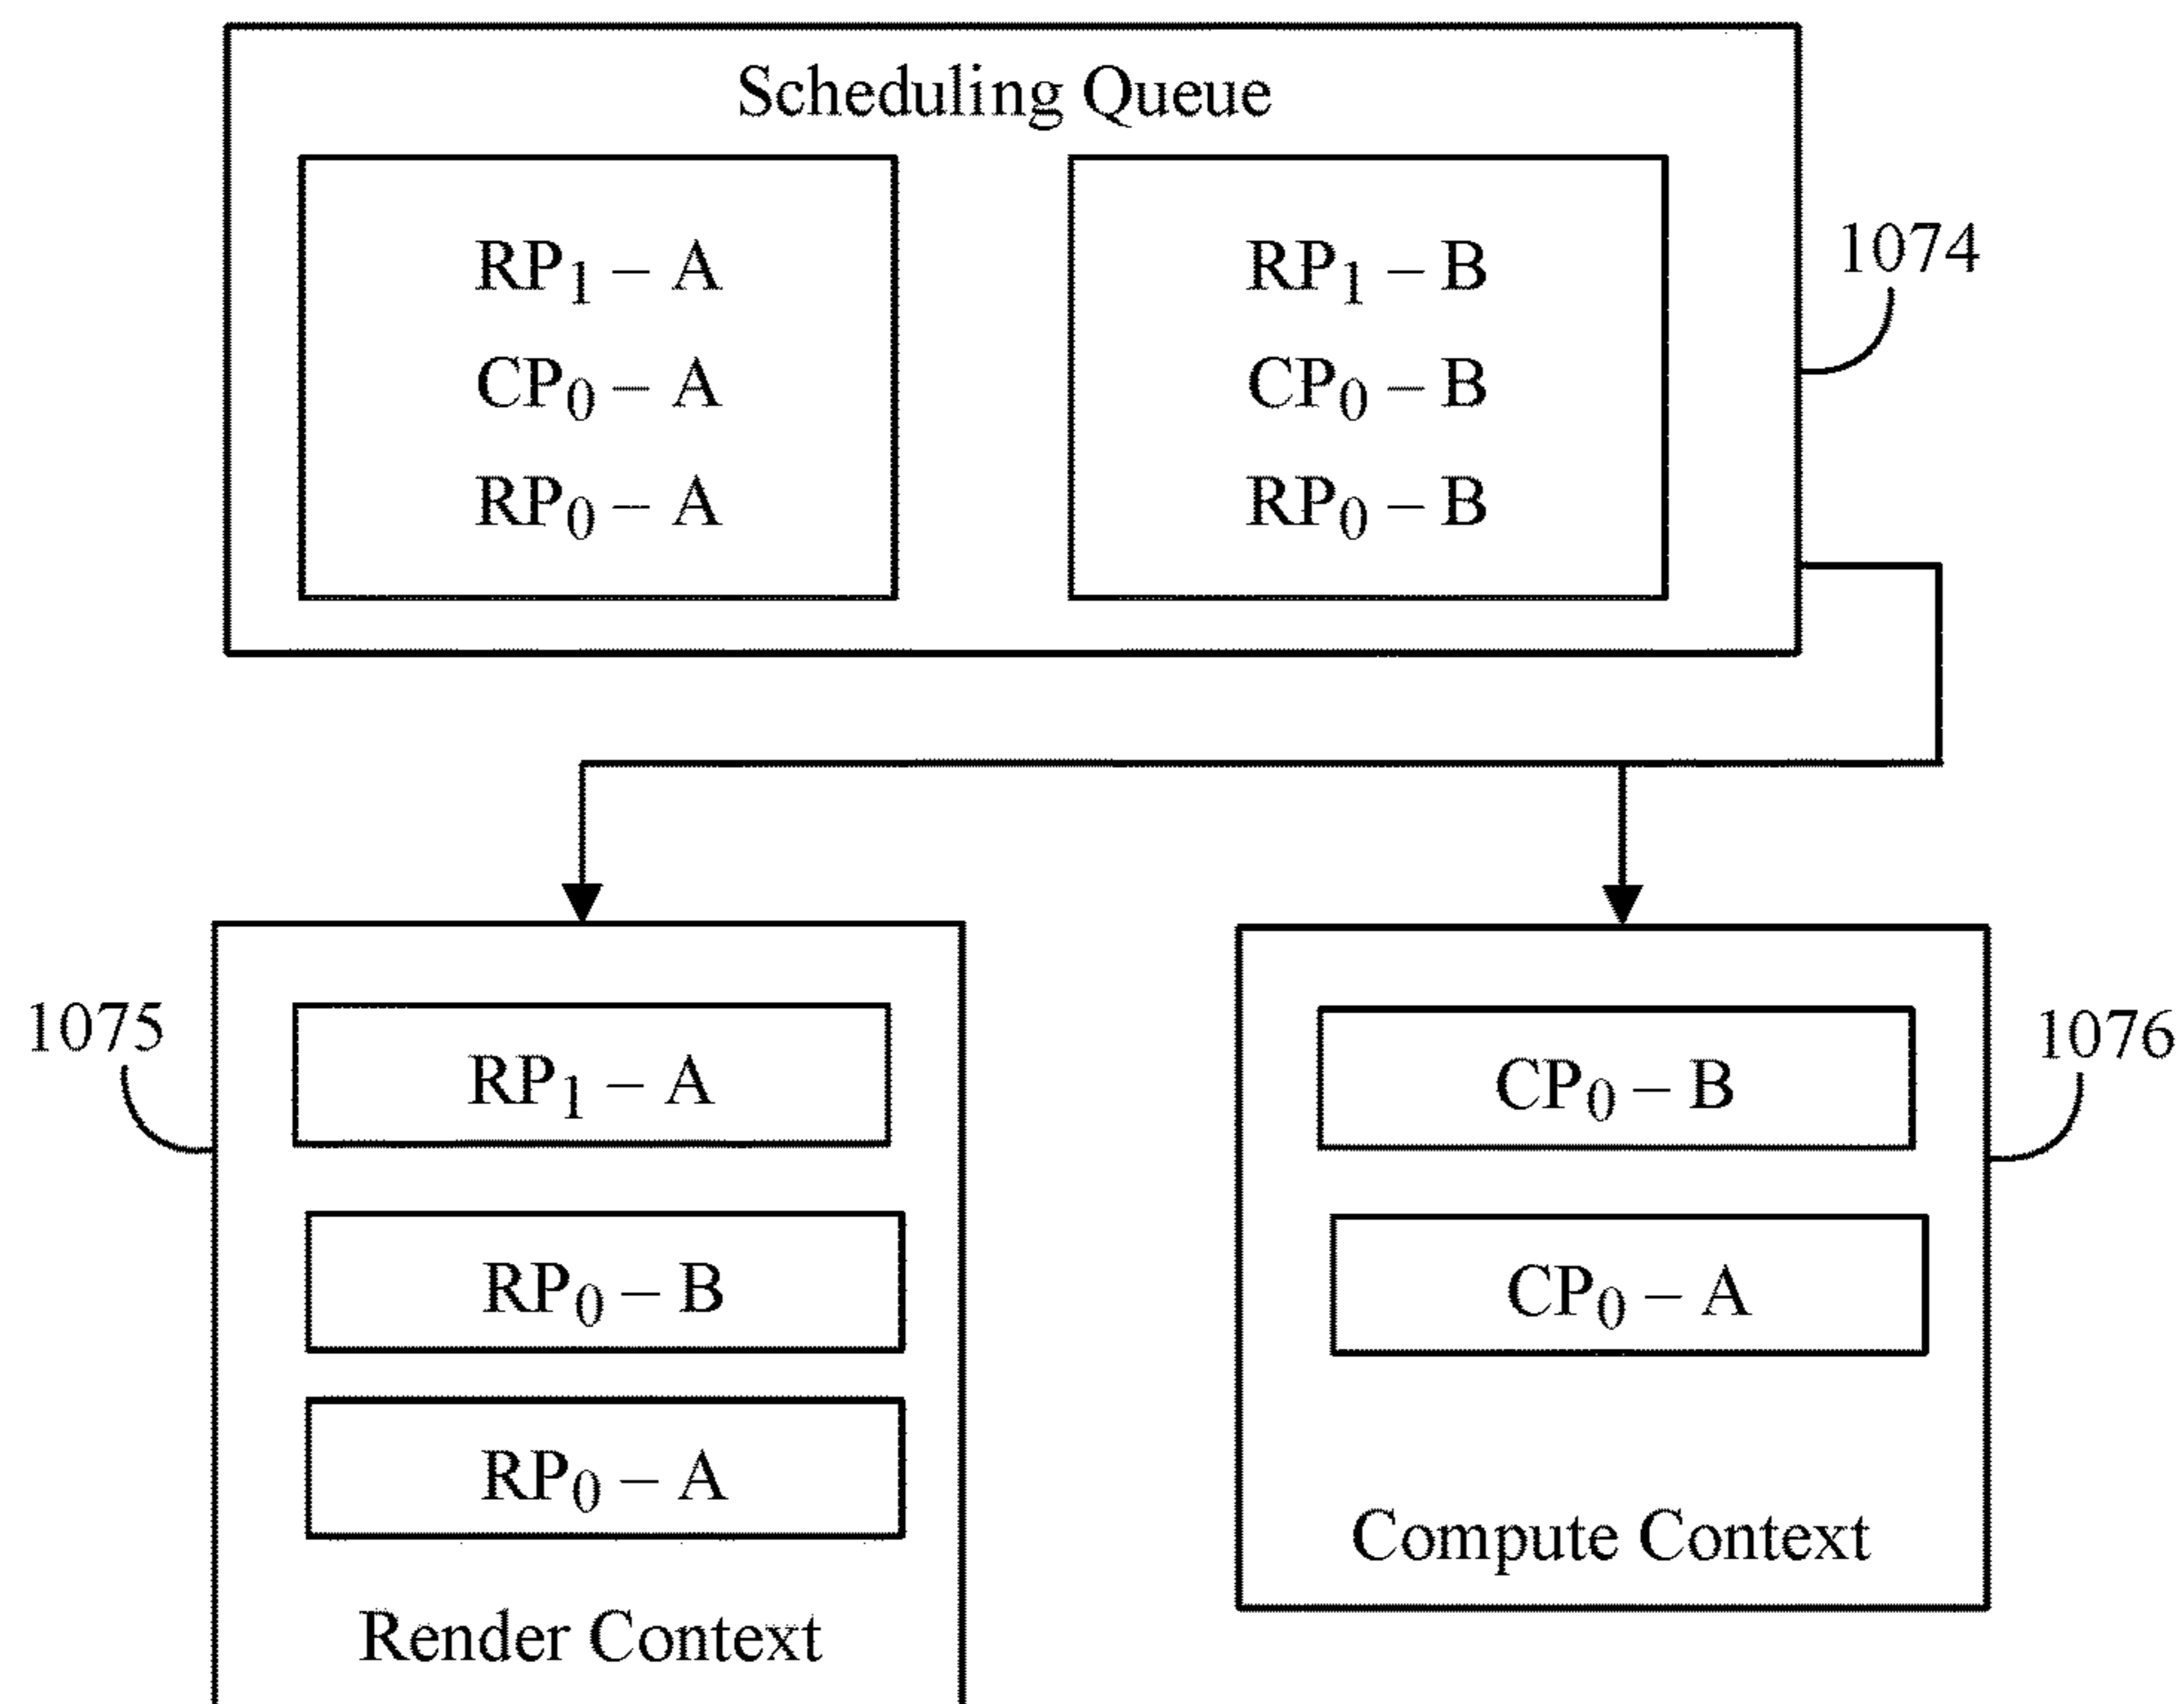 Scheduling Queue
RP₁ – A
CP₀ – A
RP₀ – A
RP₁ – B
CP₀ – B
RP₀ – B
1074
1075
RP₁ – A
RP₀ – B
RP₀ – A
Render Context
CP₀ – B
CP₀ – A
Compute Context
1076